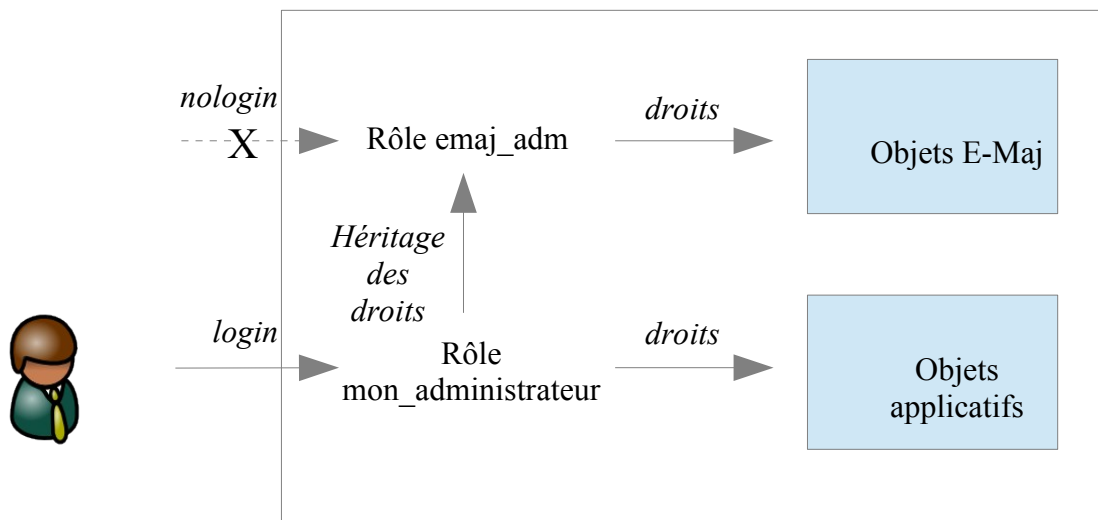 nologin
X
Rôle emaj_adm
droits
Objets E-Maj
Héritage
des
droits
login
Rôle
mon_administrateur
droits
Objets
applicatifs